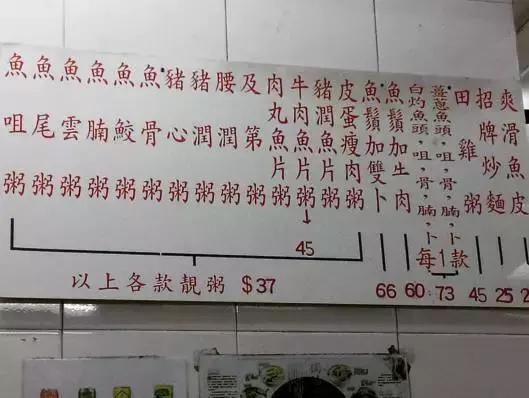 魚咀粥
魚尾粥
魚雲粥
魚腩粥
魚鮫粥
魚骨粥
豬心粥
豬潤粥
腰潤粥
及第粥
肉丸魚片粥
牛肉魚片粥
45
豬潤魚片粥
皮蛋瘦肉粥
以上各款靚粥 $37
魚鬚加雙卜
66
魚鬚加生肉
60
白灼魚頭,咀,骨,腩,卜
薑蔥魚頭,咀,骨,腩,卜
每1款
73
田雞粥
45
招牌炒麵
25
爽滑魚皮